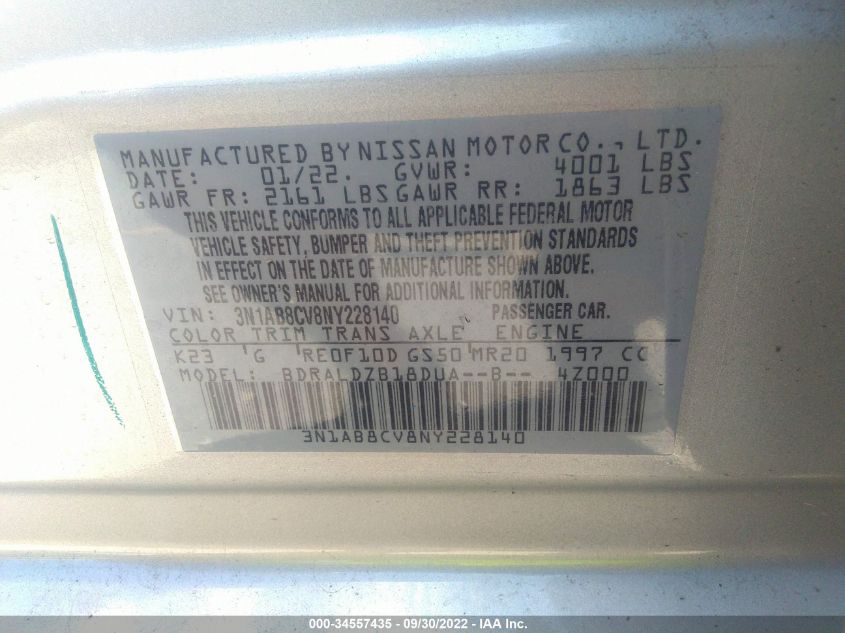 MANUFACTURED BY NISSAN MOTOR CO., LTD.
DATE: 01/22. GVWR: 4001 LBS
GAWR FR: 2161 LBS GAWR RR: 1863 LBS
THIS VEHICLE CONFORMS TO ALL APPLICABLE FEDERAL MOTOR
VEHICLE SAFETY, BUMPER AND THEFT PREVENTION STANDARDS
IN EFFECT ON THE DATE OF MANUFACTURE SHOWN ABOVE.
SEE OWNER'S MANUAL FOR ADDITIONAL INFORMATION.
VIN: 3N1AB8CV8NY228140 PASSENGER CAR.
COLOR TRIM TRANS AXLE ENGINE
K23 G RE0F10D GS50 MR20 1997 CC
MODEL: BDRALDZB18DUA--B-- 4Z000
3N1AB8CV8NY228140
000-34557435 - 09/30/2022 - IAA Inc.